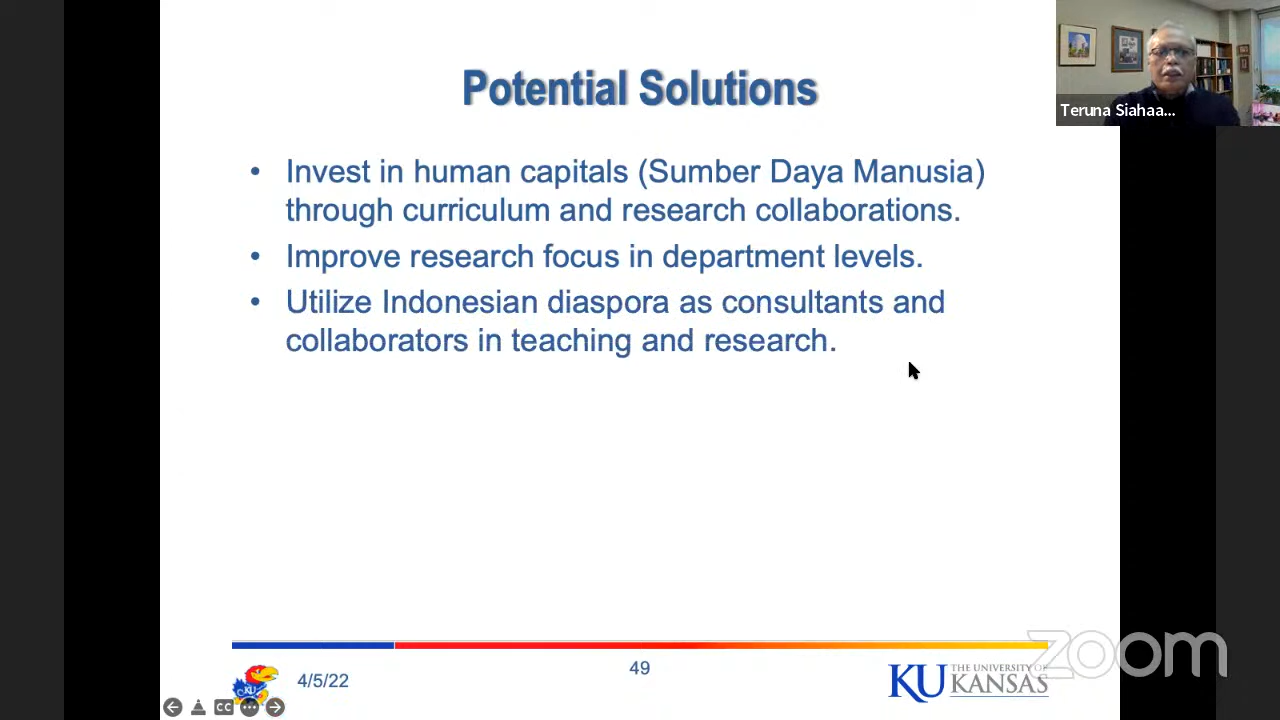 Potential Solutions
Teruna Siahaa...
• Invest in human capitals (Sumber Daya Manusia)
through curriculum and research collaborations.
• Improve research focus in department levels.
• Utilize Indonesian diaspora as consultants and
collaborators in teaching and research.
49
4/5/22
KU
KU THE UNIVERSITY OF
KANSAS
zoom
CC